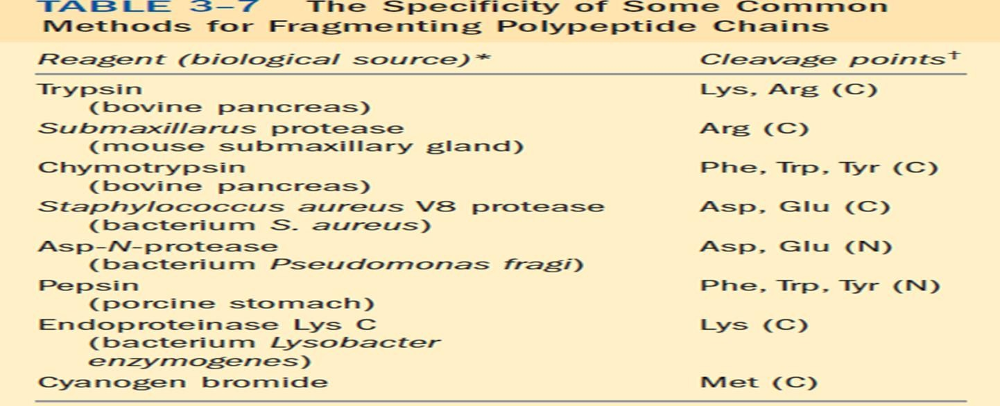 TABLE 3–7 The Specificity of Some Common
Methods for Fragmenting Polypeptide Chains
Reagent (biological source)* Cleavage points†
Trypsin Lys, Arg (C)
(bovine pancreas)
Submaxillarus protease Arg (C)
(mouse submaxillary gland)
Chymotrypsin Phe, Trp, Tyr (C)
(bovine pancreas)
Staphylococcus aureus V8 protease Asp, Glu (C)
(bacterium S. aureus)
Asp-N-protease Asp, Glu (N)
(bacterium Pseudomonas fragi)
Pepsin Phe, Trp, Tyr (N)
(porcine stomach)
Endoproteinase Lys C Lys (C)
(bacterium Lysobacter
enzymogenes)
Cyanogen bromide Met (C)